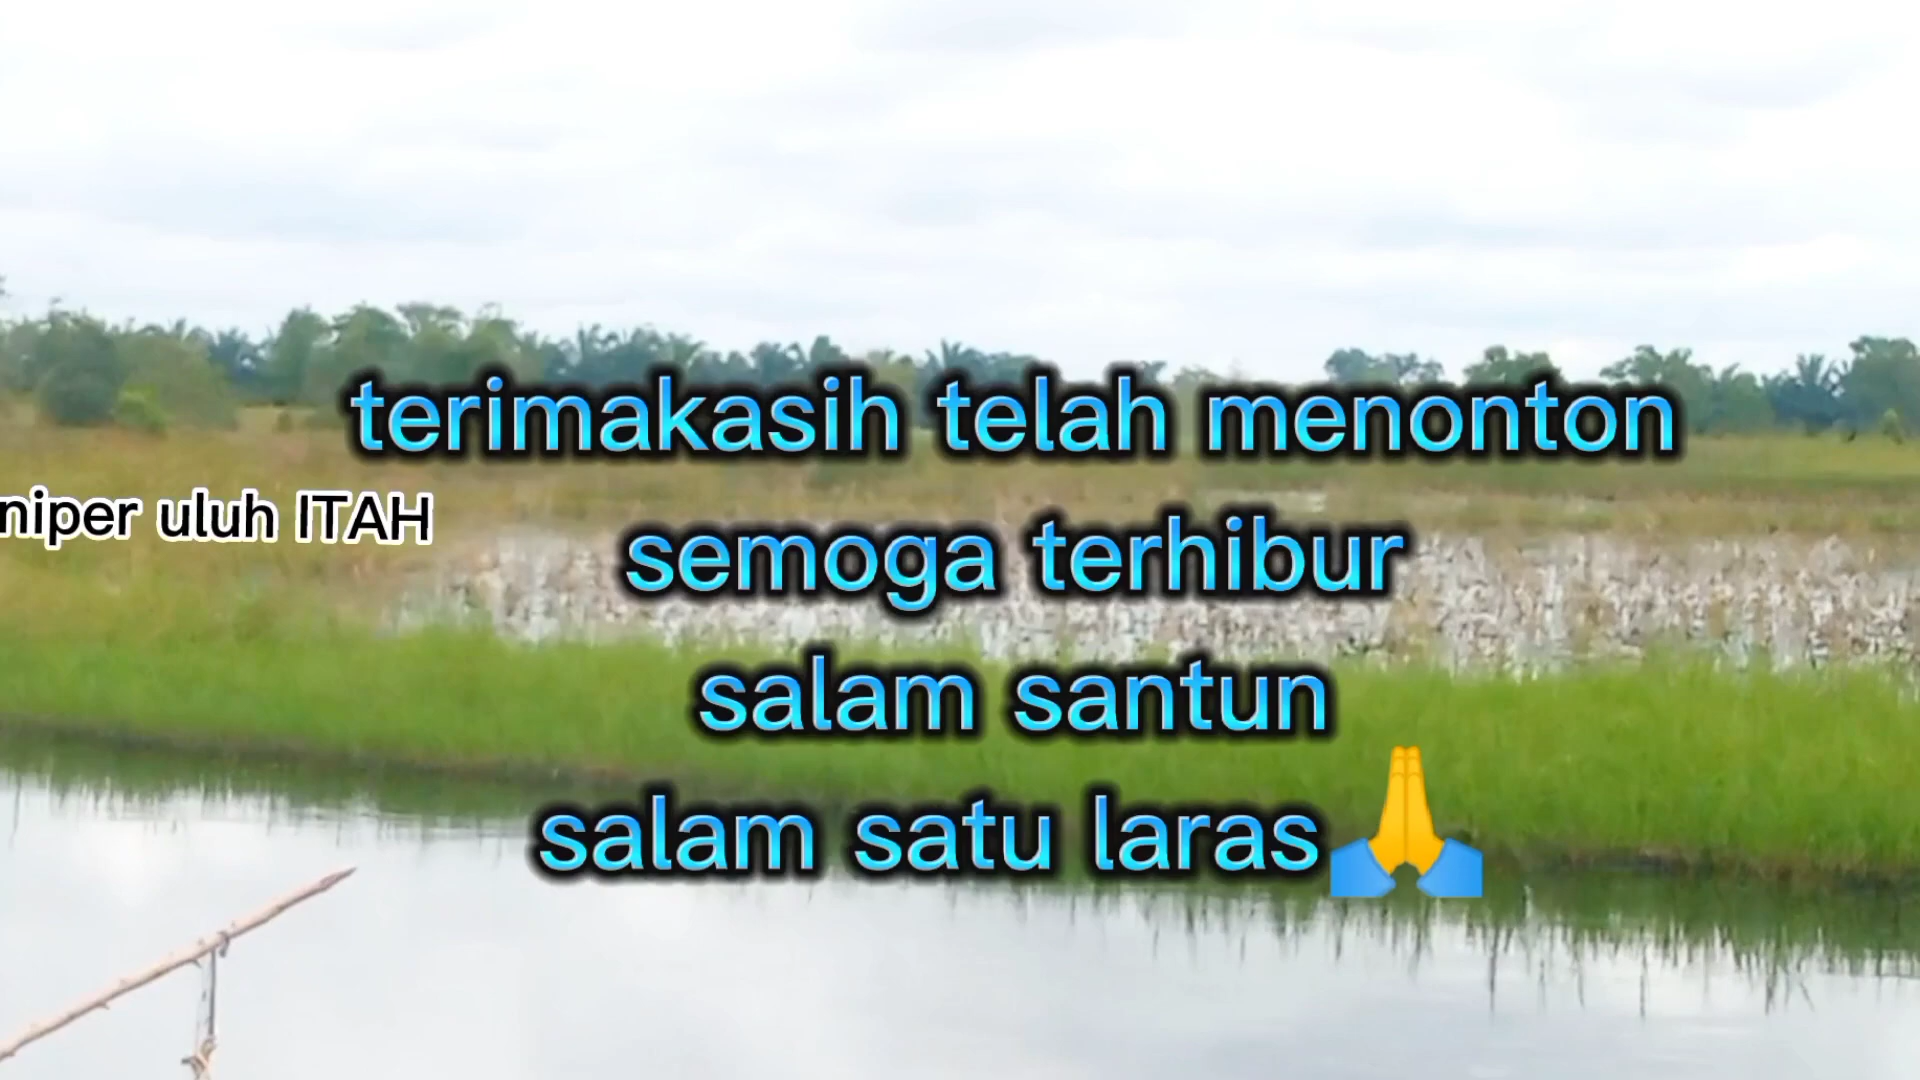 terimakasih telah menonton
niper uluh ITAH
semoga terhibur
salam santun
salam satu laras🙏